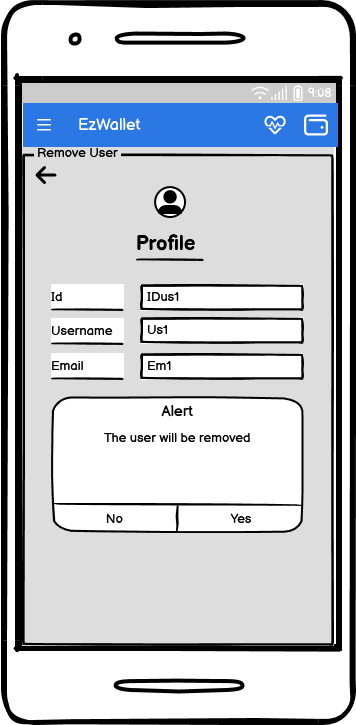 9:08
EzWallet
Remove User
Profile
Id IDus1
Username Us1
Email Em1
Alert
The user will be removed
No Yes